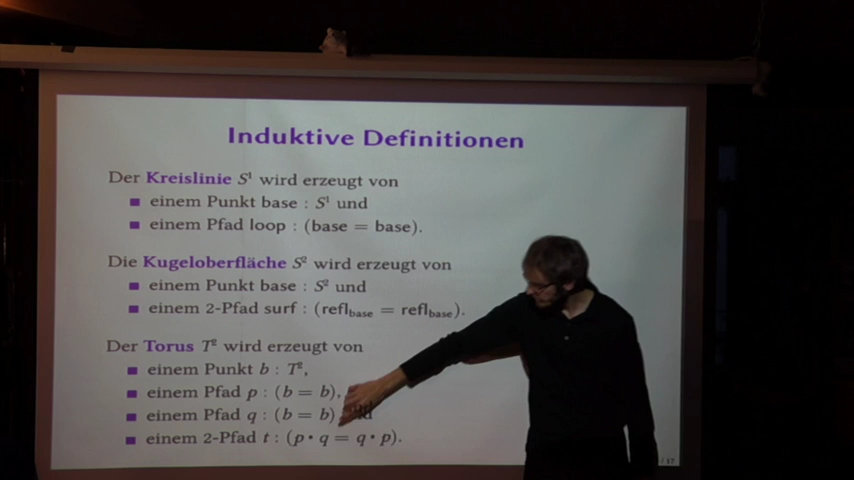 Induktive Definitionen
Der Kreislinie S¹ wird erzeugt von
einem Punkt base : S¹ und
einem Pfad loop : (base = base).
Die Kugeloberfläche S² wird erzeugt von
einem Punkt base : S² und
einem 2-Pfad surf : (refl_base = refl_base).
Der Torus T² wird erzeugt von
einem Punkt b : T²,
einem Pfad p : (b = b),
einem Pfad q : (b = b) und
einem 2-Pfad t : (p • q = q • p).
/ 37